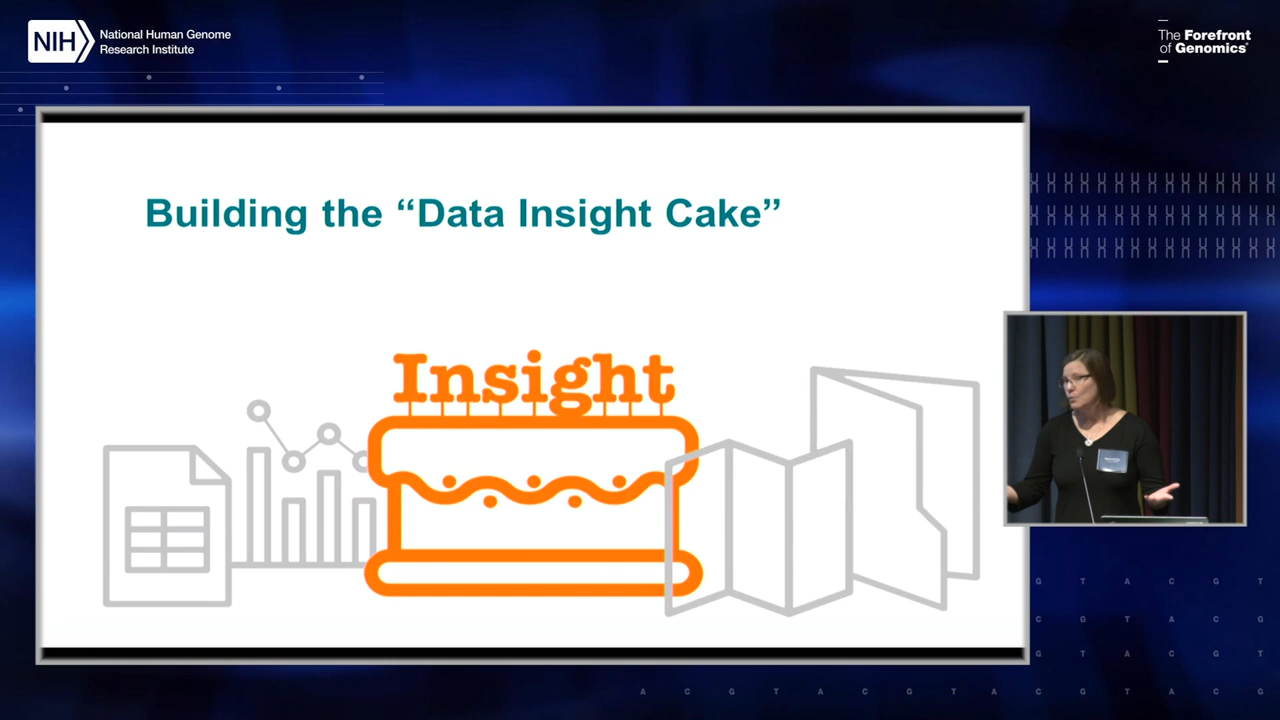 NIH
National Human Genome
Research Institute
The Forefront
of Genomics®
Building the “Data Insight Cake”
Insight
G T A C G T
C G T A C G
G T A C G T
A C G T A C G T A C G T A C G